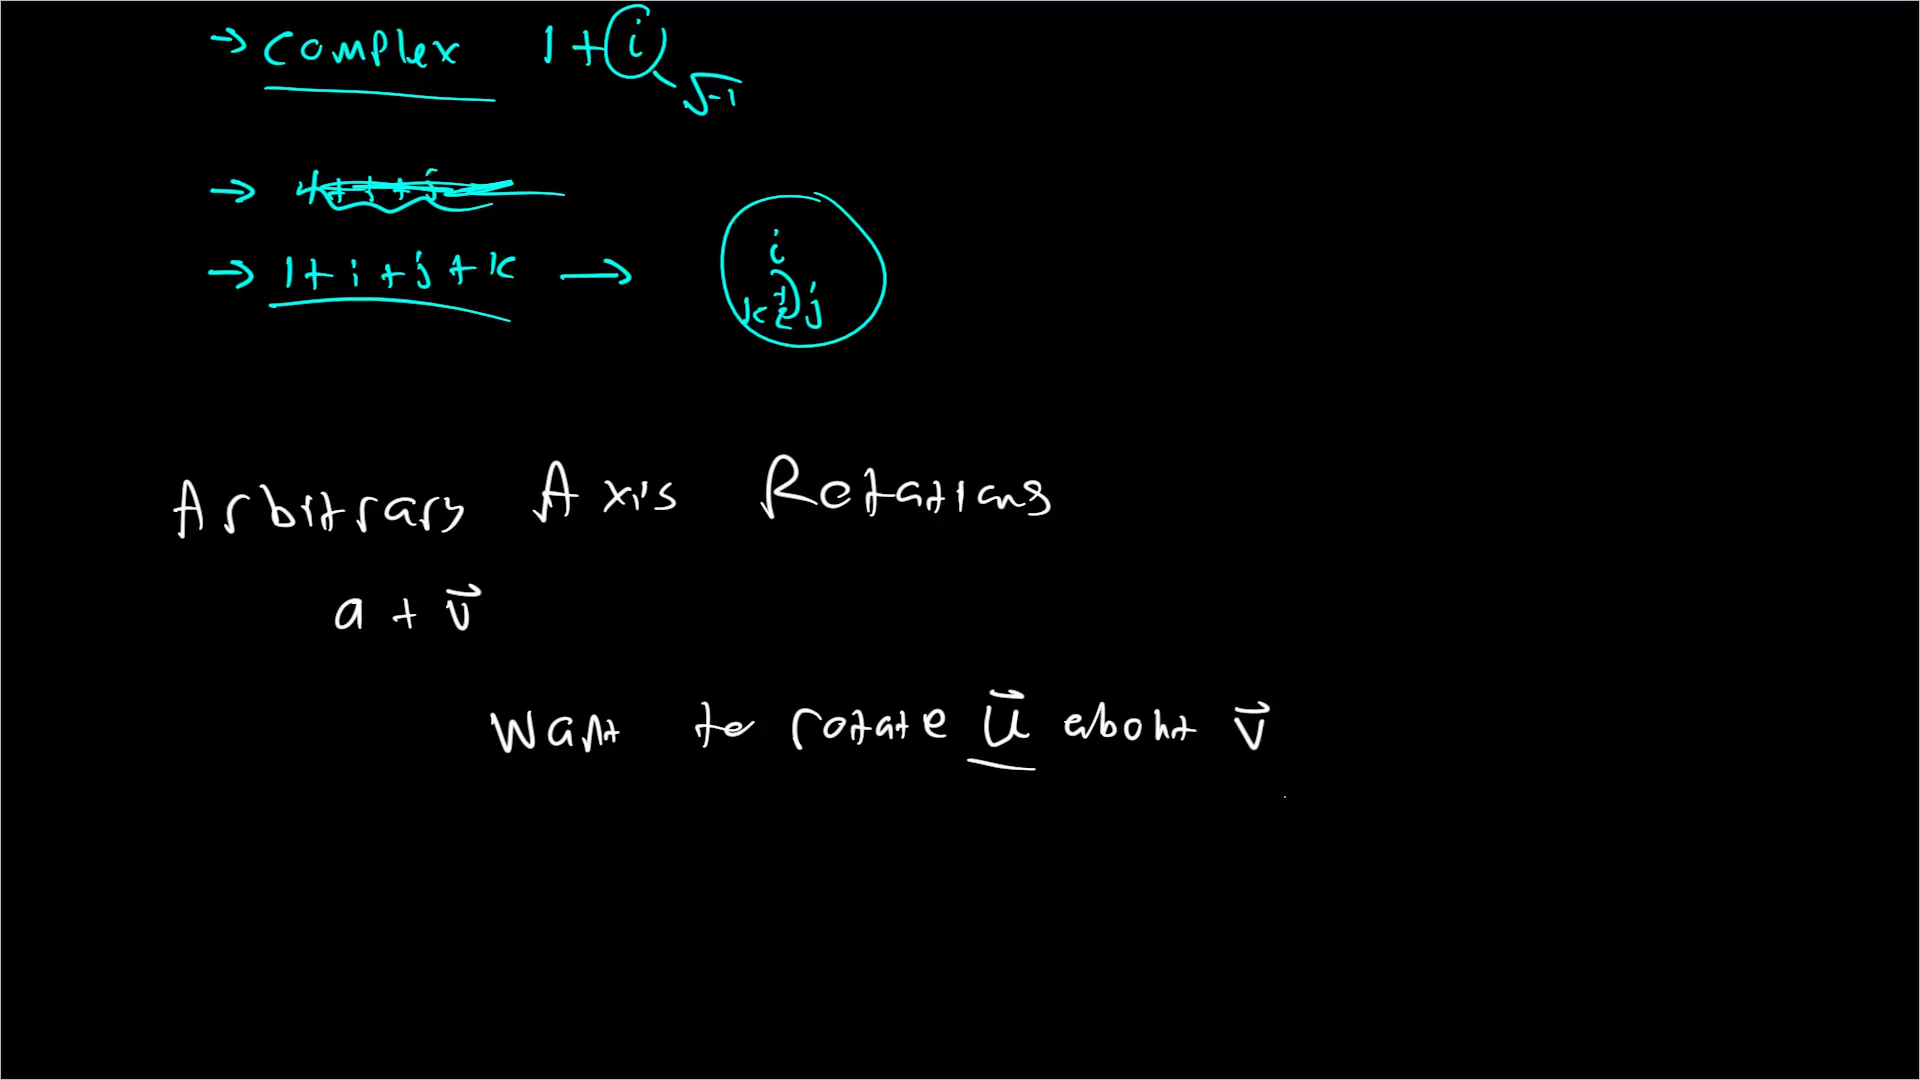 → complex 1 + i
√-1
→
→ 1 + i + j + k →
i
k j
Arbitrary Axis Rotations
a + v⃗
Want to rotate u⃗ about v⃗